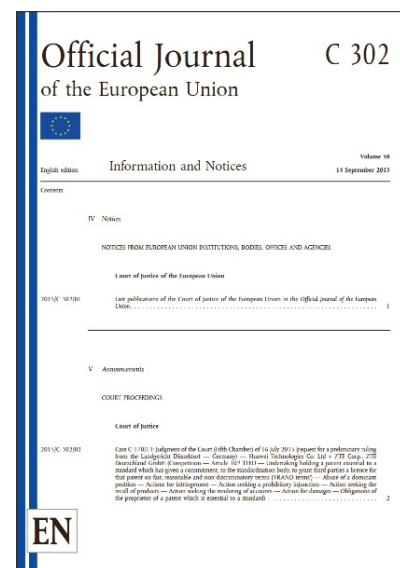 Official Journal
of the European Union
C 302
Volume 58
English edition
Information and Notices
14 September 2015
Contents
IV Notices
NOTICES FROM EUROPEAN UNION INSTITUTIONS, BODIES, OFFICES AND AGENCIES
Court of Justice of the European Union
2015/C 302/01
Last publications of the Court of Justice of the European Union in the Official Journal of the European
Union 1
V Announcements
COURT PROCEEDINGS
Court of Justice
2015/C 302/02
Case C-170/13: Judgment of the Court (Fifth Chamber) of 16 July 2015 (request for a preliminary ruling
from the Landgericht Düsseldorf — Germany) — Huawei Technologies Co. Ltd v ZTE Corp., ZTE
Deutschland GmbH (Competition — Article 102 TFEU — Undertaking holding a patent essential to a
standard which has given a commitment, to the standardisation body, to grant third parties a licence for
that patent on fair, reasonable and non-discriminatory terms ('FRAND terms') — Abuse of a dominant
position — Actions for infringement — Action seeking a prohibitory injunction — Action seeking the
recall of products — Action seeking the rendering of accounts — Action for damages — Obligations of
the proprietor of a patent which is essential to a standard) 2
EN